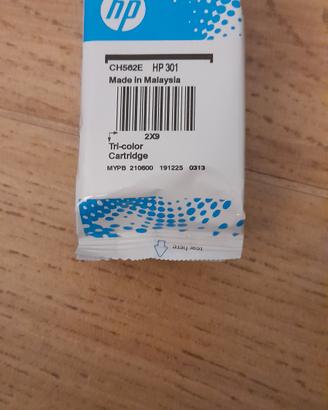 hp
CH562E HP 301
Made in Malaysia
2X9
Tri-color
Cartridge
MYPB 210600 191225 0313
tear here